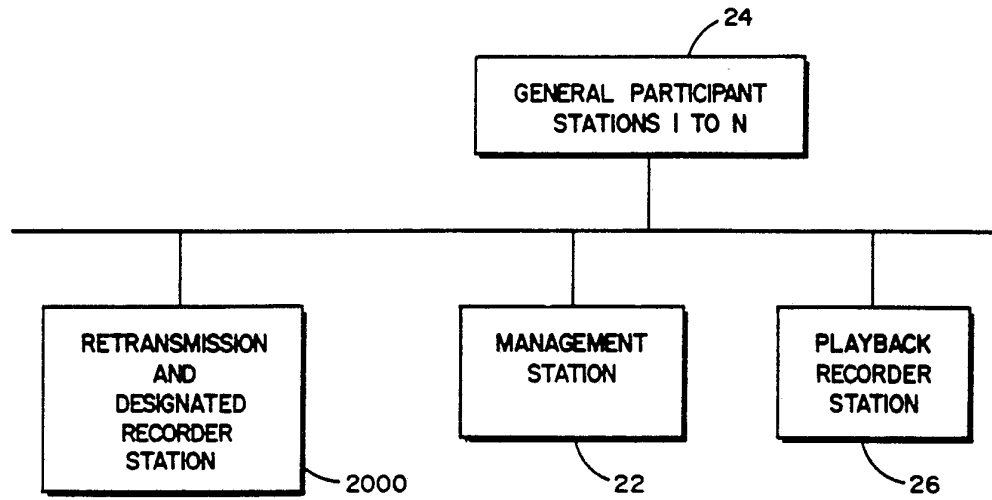 24
GENERAL PARTICIPANT
STATIONS 1 TO N
RETRANSMISSION
AND
DESIGNATED
RECORDER
STATION
2000
MANAGEMENT
STATION
22
PLAYBACK
RECORDER
STATION
26